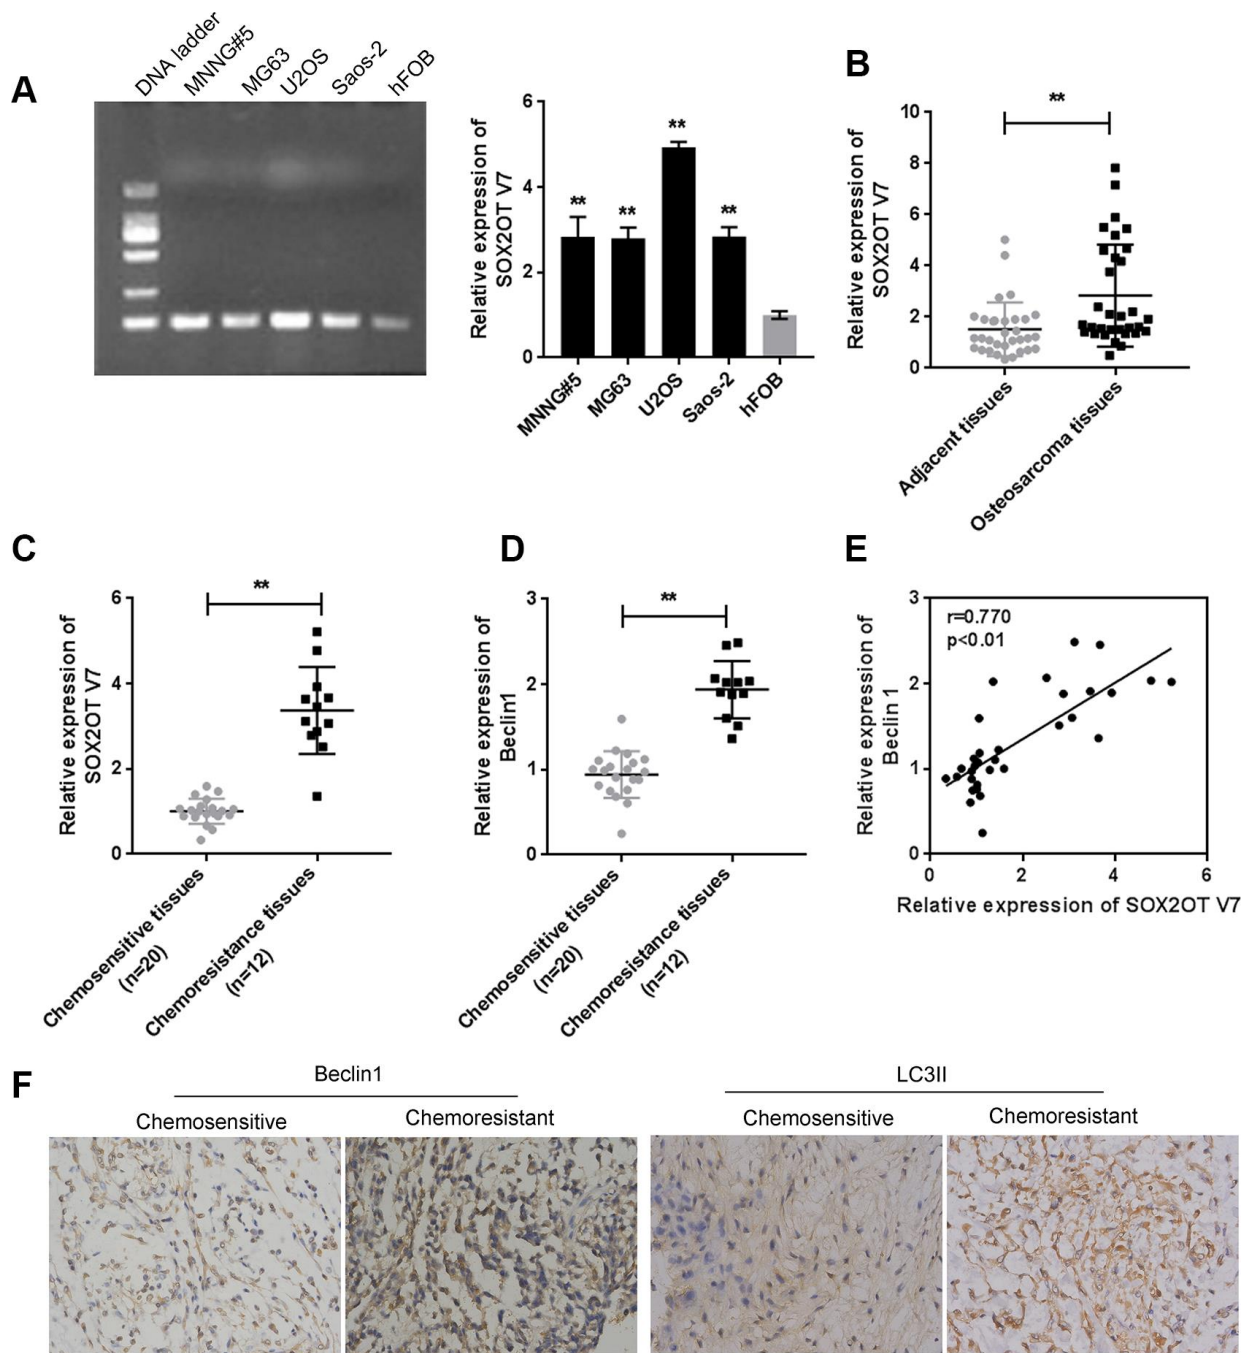 A
DNA ladder
MNNG#5
MG63
U2OS
Saos-2
hFOB
Relative expression of
SOX2OT V7
6
4
2
0
**
**
**
**
MNNG#5
MG63
U2OS
Saos-2
hFOB
B
Relative expression of
SOX2OT V7
10
8
6
4
2
0
**
Adjacent tissues
Osteosarcoma tissues
C
Relative expression of
SOX2OT V7
6
4
2
0
**
Chemosensitive tissues
(n=20)
Chemoresistance tissues
(n=12)
D
Relative expression of
Beclin1
3
2
1
0
**
Chemosensitive tissues
(n=20)
Chemoresistance tissues
(n=12)
E
Relative expression of
Beclin 1
3
2
1
0
r=0.770
p<0.01
0 2 4 6
Relative expression of SOX2OT V7
F
Beclin1
Chemosensitive
Chemoresistant
LC3II
Chemosensitive
Chemoresistant